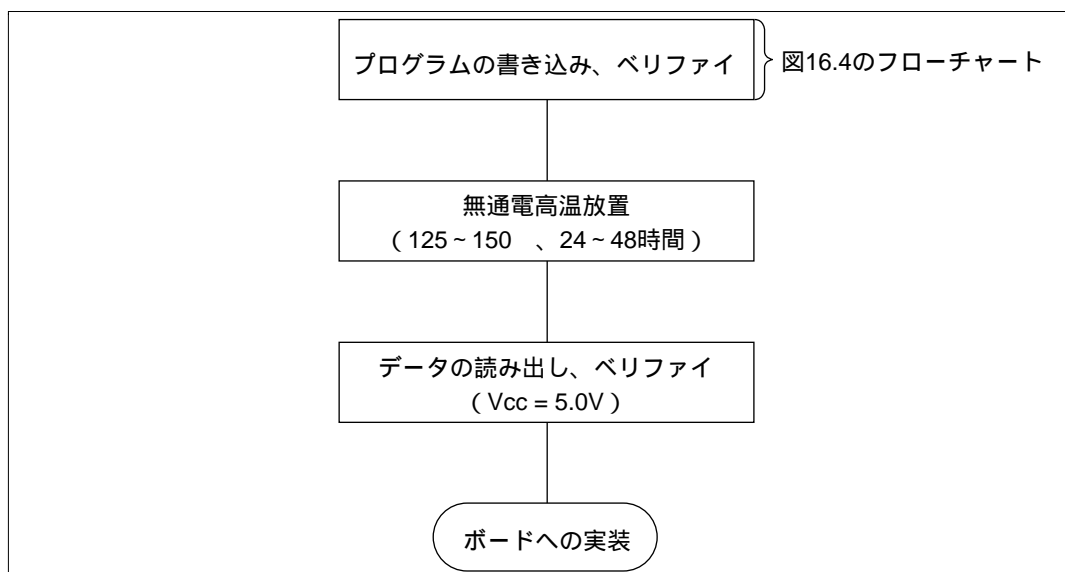 プログラムの書き込み、ベリファイ
図16.4のフローチャート
無通電高温放置
（125～150　、24～48時間）
データの読み出し、ベリファイ
（Vcc = 5.0V）
ボードへの実装